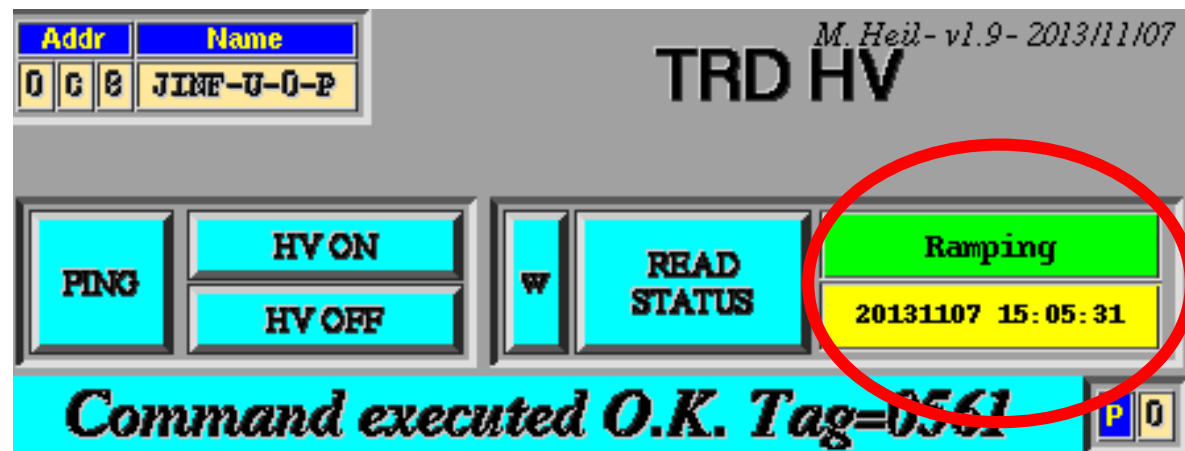 Addr Name
0 C 8 JINF-U-0-P
M. Heil- v1.9- 2013/11/07
TRD HV
PING
HV ON
HV OFF
W
READ
STATUS
Ramping
20131107 15:05:31
Command executed O.K. Tag=0561
P 0